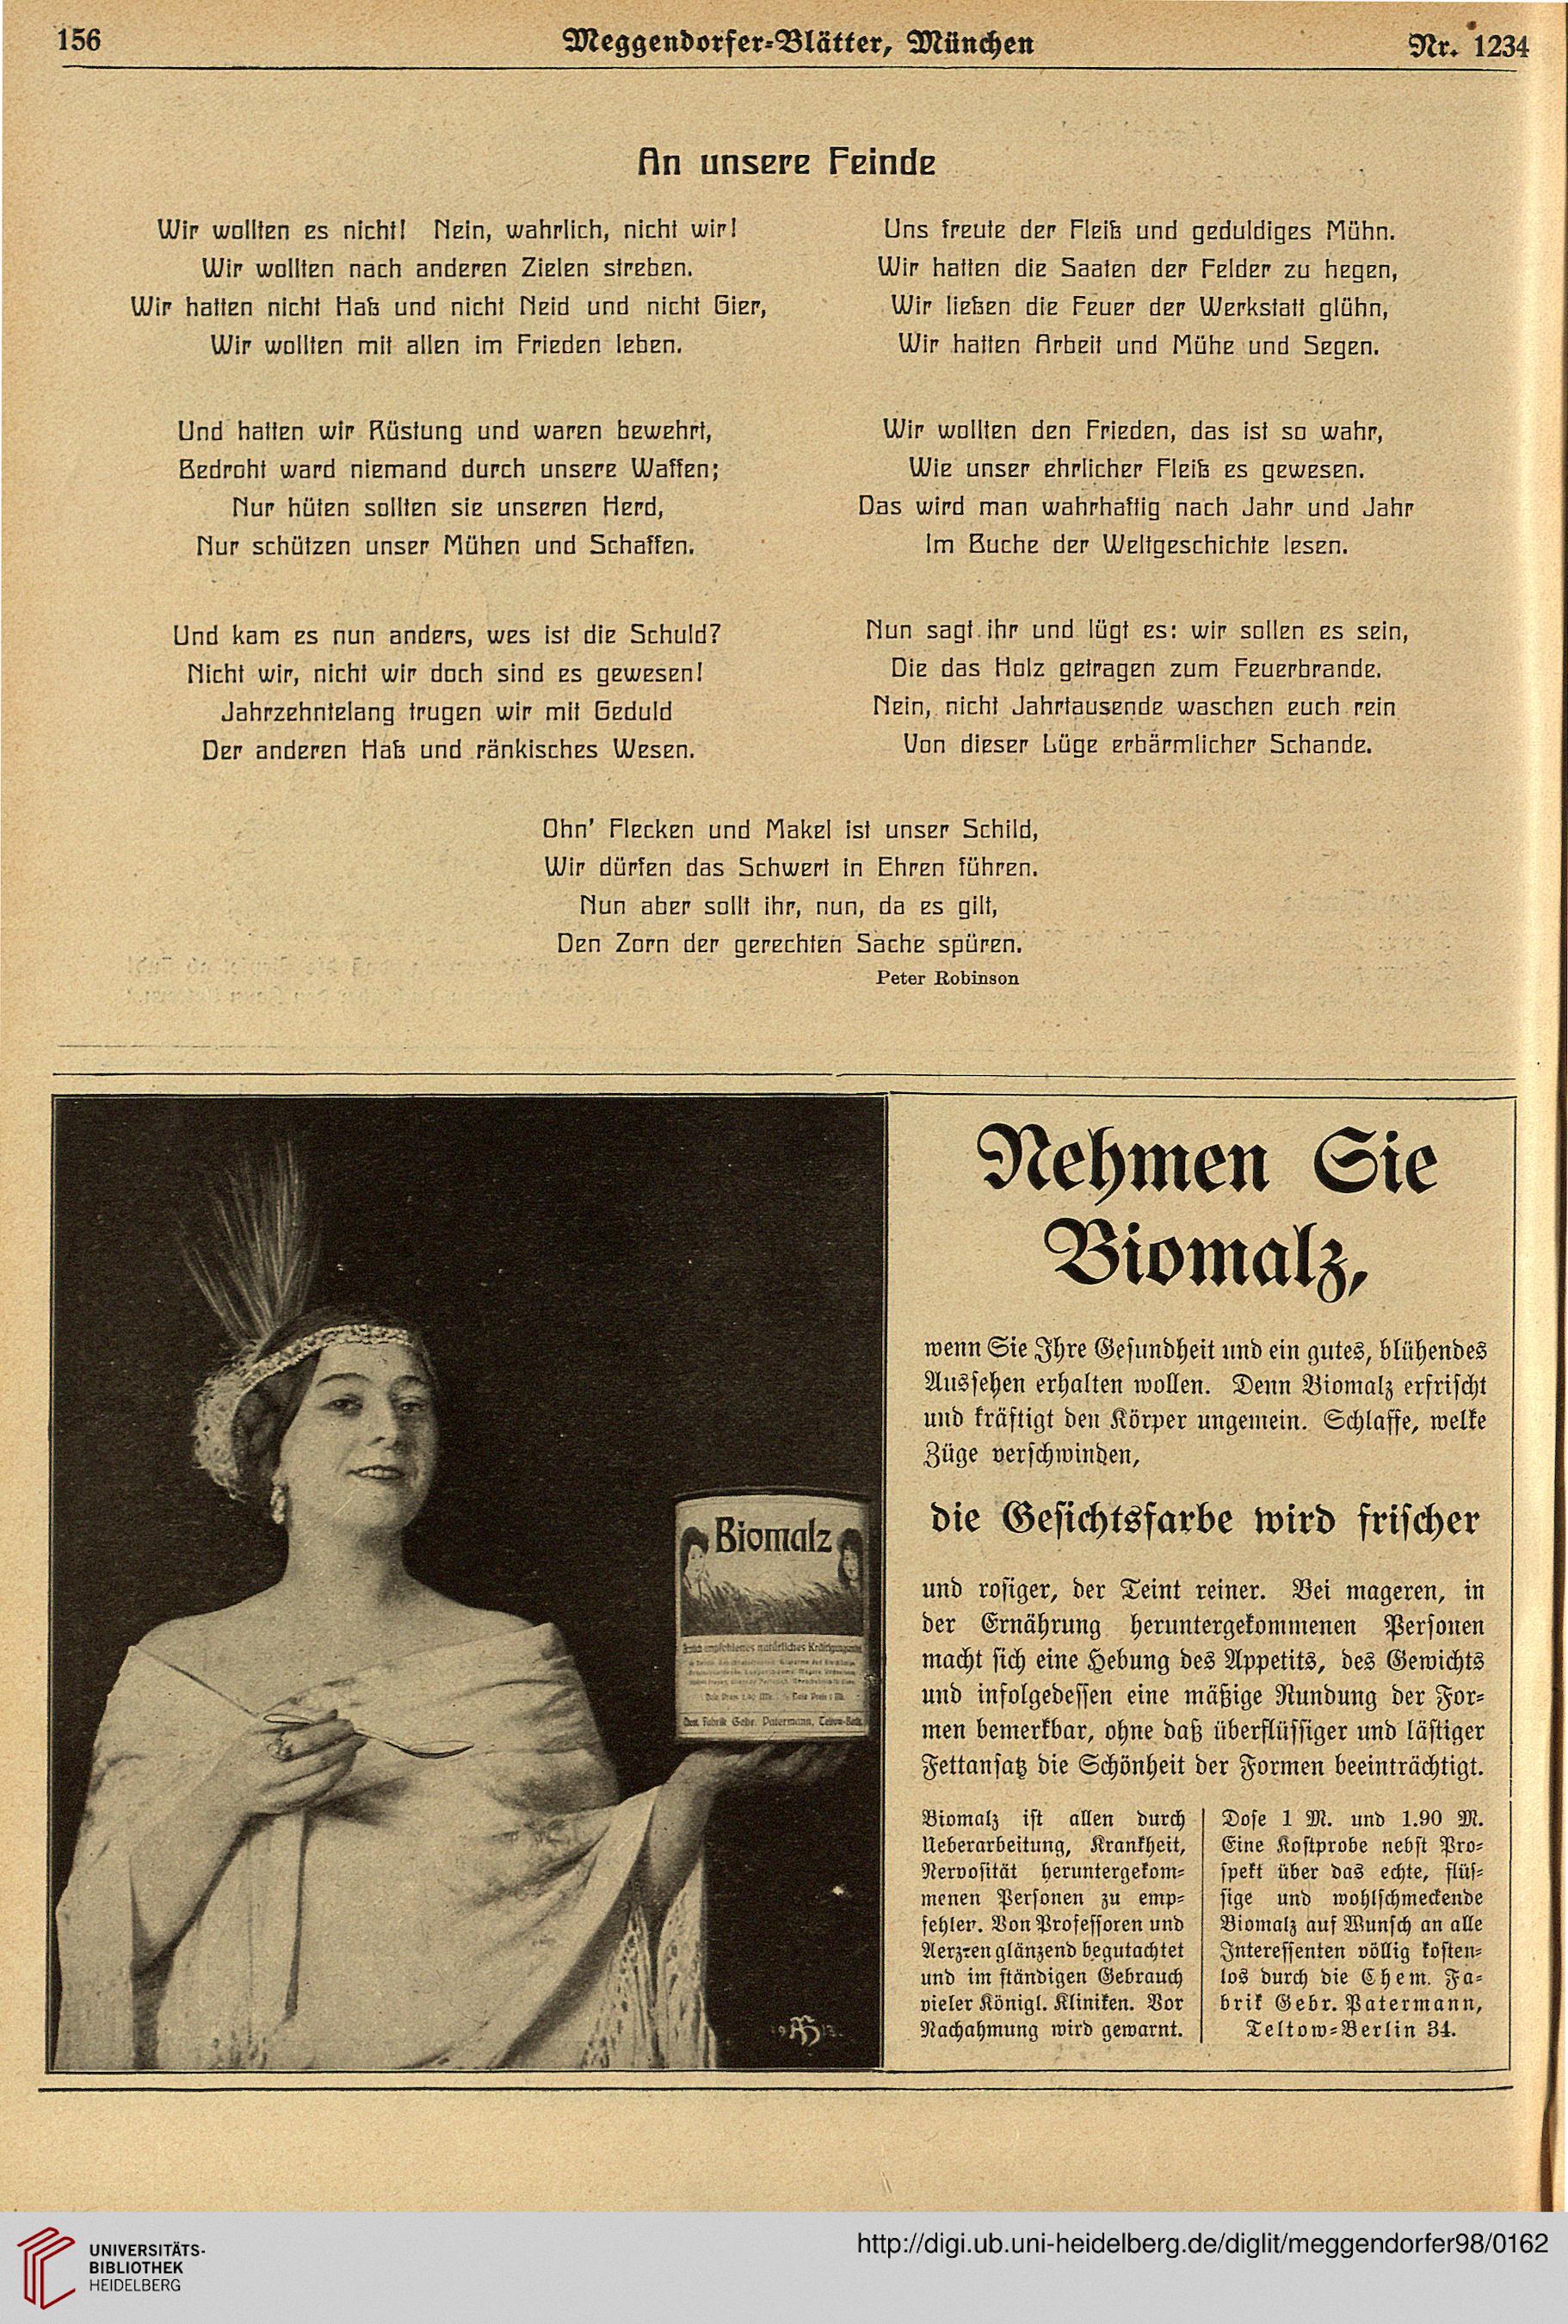 156
Meggendorfer-Blätter, München
Nr. 1234
An unsere Feinde
Wir wollten es nicht! Nein, wahrlich, nicht wir!
Wir wollten nach anderen Zielen streben.
Wir hatten nicht Haß und nicht Neid und nicht Gier,
Wir wollten mit allen im Frieden leben.
Und hatten wir Rüstung und waren bewehrt,
Bedroht ward niemand durch unsere Waffen;
Nur hüten sollten sie unseren Herd,
Nur schützen unser Mühen und Schaffen.
Und kam es nun anders, wes ist die Schuld?
Nicht wir, nicht wir doch sind es gewesen!
Jahrzehntelang trugen wir mit Geduld
Der anderen Haß und ränkisches Wesen.
Uns freute der Fleiß und geduldiges Mühn.
Wir hatten die Saaten der Felder zu hegen,
Wir ließen die Feuer der Werkstatt glühn,
Wir hatten Arbeit und Mühe und Segen.
Wir wollten den Frieden, das ist so wahr,
Wie unser ehrlicher Fleiß es gewesen.
Das wird man wahrhaftig nach Jahr und Jahr
Im Buche der Weltgeschichte lesen.
Nun sagt ihr und lügt es: wir sollen es sein,
Die das Holz getragen zum Feuerbrande.
Nein, nicht Jahrtausende waschen euch rein
Von dieser Lüge erbärmlicher Schande.
Ohn' Flecken und Makel ist unser Schild,
Wir dürfen das Schwert in Ehren führen.
Nun aber sollt ihr, nun, da es gilt,
Den Zorn der gerechten Sache spüren.
Peter Robinson
Biomalz
empfohlenes natürliches
Chem. Fabrik Gebr. Patermann, Teltow-Berlin
Nehmen Sie
Biomalz,
wenn Sie Ihre Gesundheit und ein gutes, blühendes
Aussehen erhalten wollen. Denn Biomalz erfrischt
und kräftigt den Körper ungemein. Schlaffe, welke
Züge verschwinden,
die Gesichtsfarbe wird frischer
und rosiger, der Teint reiner. Bei mageren, in
der Ernährung heruntergekommenen Personen
macht sich eine Hebung des Appetits, des Gewichts
und infolgedessen eine mäßige Rundung der For-
men bemerkbar, ohne daß überflüssiger und lästiger
Fettansatz die Schönheit der Formen beeinträchtigt.
Biomalz ist allen durch
Ueberarbeitung, Krankheit,
Nervosität heruntergekom-
menen Personen zu emp-
fehlen. Von Professoren und
Aerzten glänzend begutachtet
und im ständigen Gebrauch
vieler Königl. Kliniken. Vor
Nachahmung wird gewarnt.
Dose 1 M. und 1.90 M.
Eine Kostprobe nebst Pro-
spekt über das echte, flüs-
sige und wohlschmeckende
Biomalz auf Wunsch an alle
Interessenten völlig kosten-
los durch die Chem. Fa-
brik Gebr. Patermann,
Teltow-Berlin 34.
UNIVERSITÄTS-
BIBLIOTHEK
HEIDELBERG
http://digi.ub.uni-heidelberg.de/diglit/meggendorfer98/0162